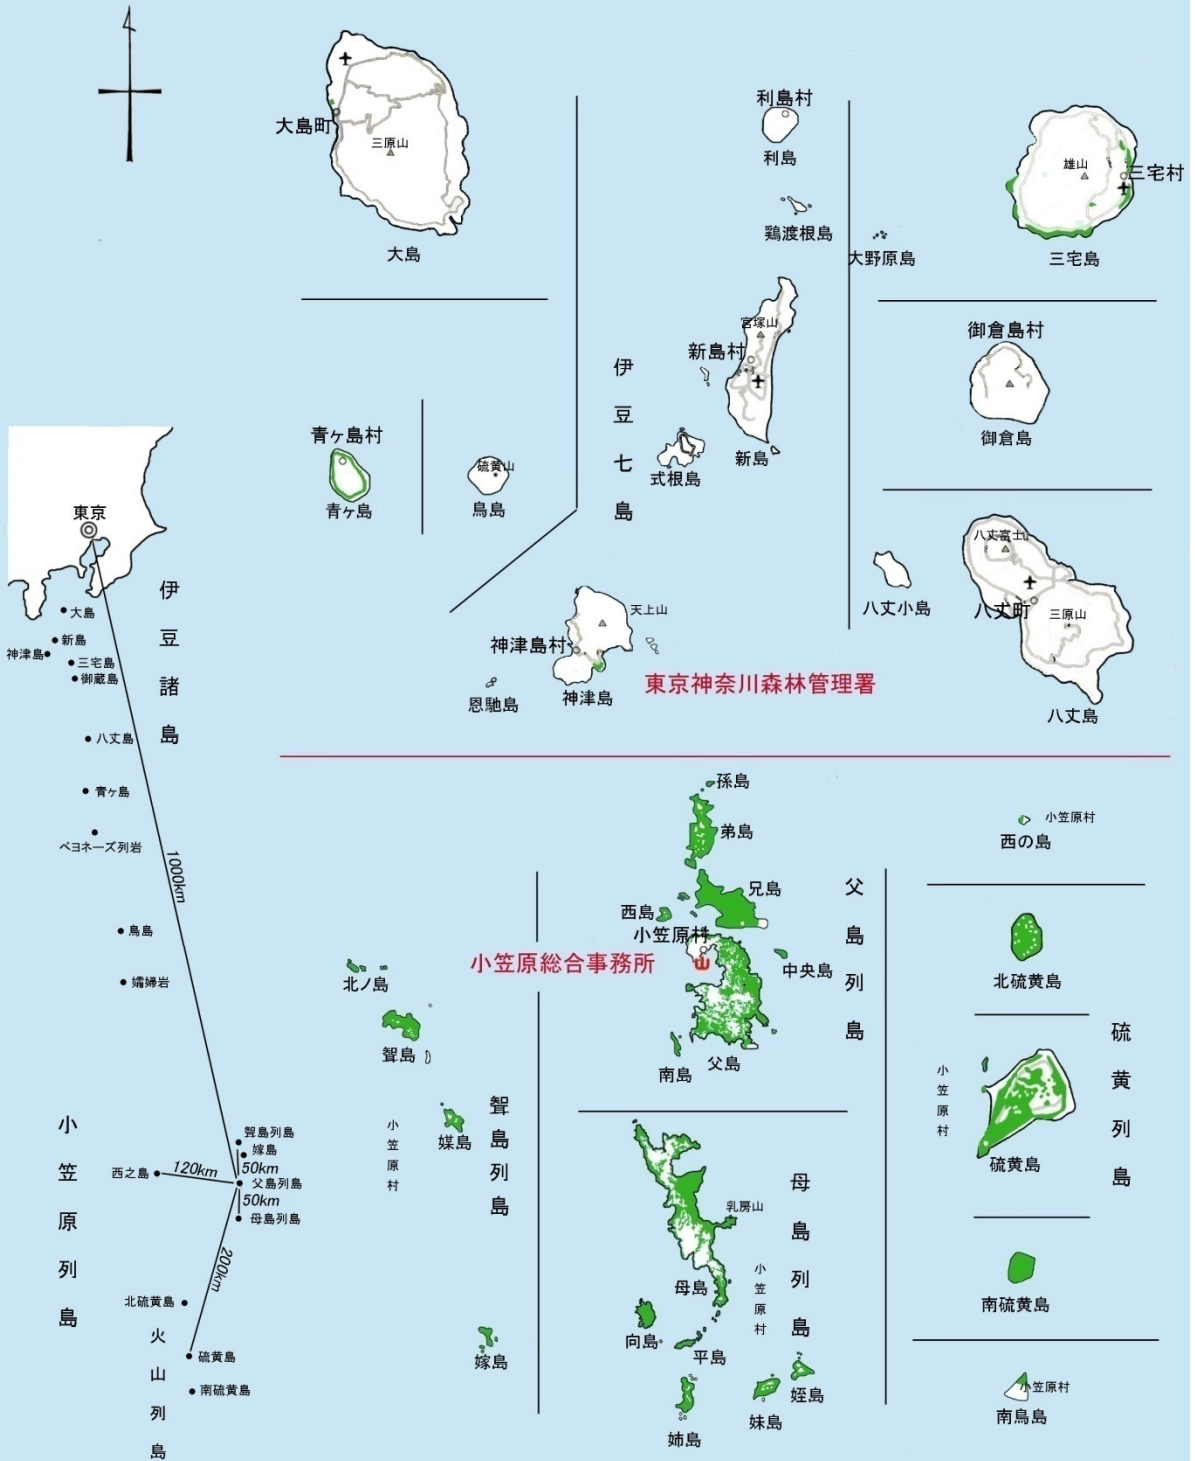 大島町
三原山
大島
利島村
利島
鵜渡根島
大野原島
雄山
三宅村
三宅島
宮塚山
新島村
新島
式根島
伊豆七島
御倉島村
御倉島
青ヶ島村
青ヶ島
硫黄山
鳥島
八丈富士
八丈町
三原山
八丈小島
八丈島
天上山
神津島村
神津島
恩馳島
東京神奈川森林管理署
東京
伊豆諸島
大島
新島
神津島
三宅島
御蔵島
八丈島
青ヶ島
ベヨネーズ列岩
1000km
鳥島
孀婦岩
小笠原列島
聟島列島
嫁島
西之島
120km
50km
父島列島
50km
母島列島
200km
北硫黄島
火山列島
硫黄島
南硫黄島
孫島
弟島
兄島
西島
小笠原村
小笠原総合事務所
中央島
父島列島
南島
父島
北ノ島
聟島
媒島
小笠原村
聟島列島
嫁島
乳房山
母島列島
小笠原村
母島
向島
平島
姪島
妹島
姉島
小笠原村
西の島
北硫黄島
硫黄列島
小笠原村
硫黄島
南硫黄島
小笠原村
南鳥島